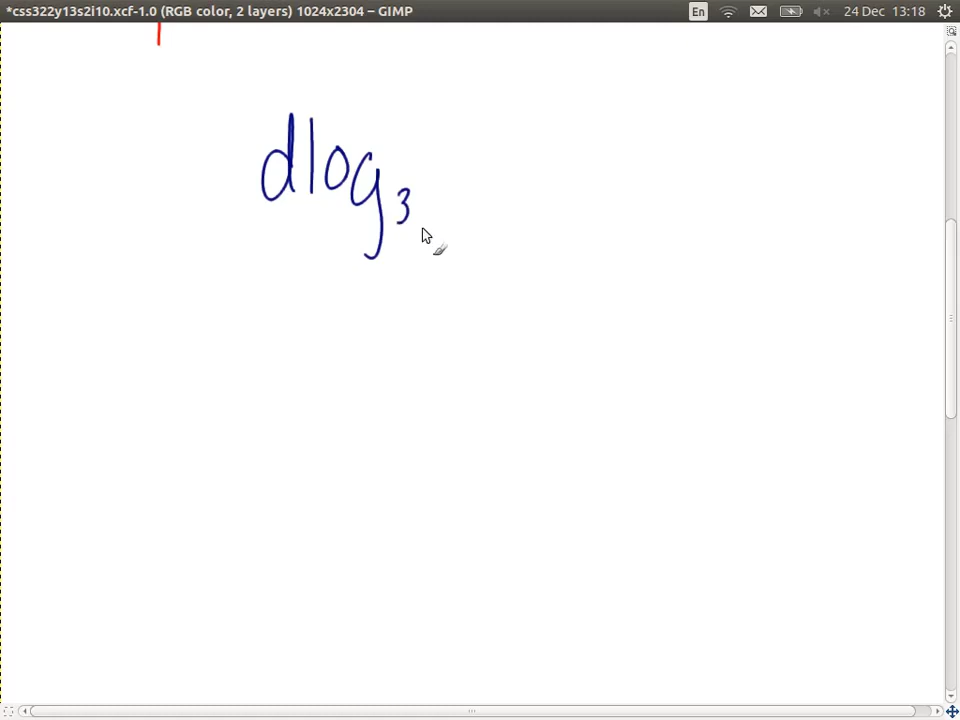 *css322y13s2i10.xcf-1.0 (RGB color, 2 layers) 1024x2304 – GIMP
En
24 Dec 13:18
dlog3